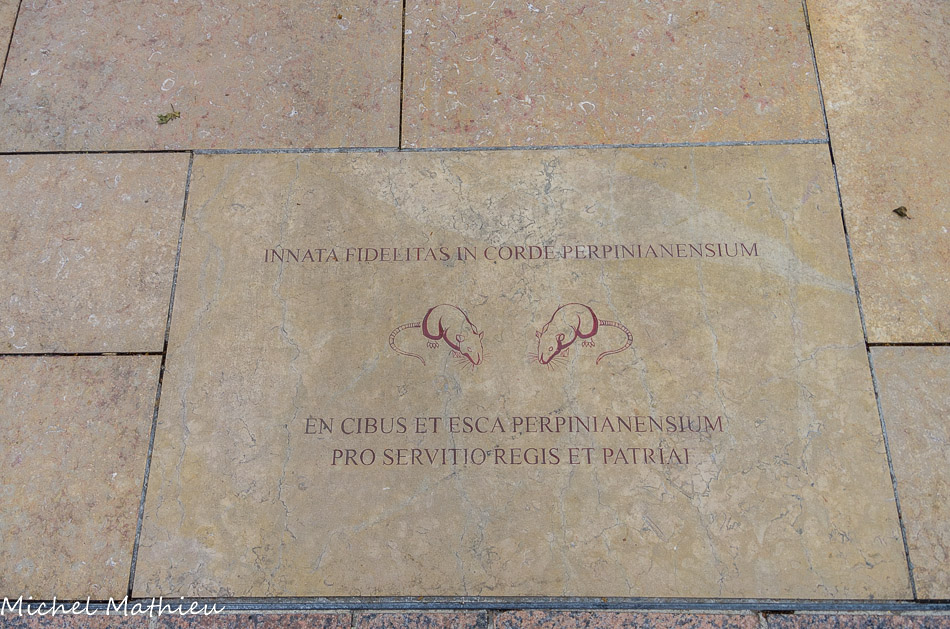 INNATA FIDELITAS IN CORDE PERPINIANENSIUM
EN CIBUS ET ESCA PERPINIANENSIUM
PRO SERVITIO REGIS ET PATRIAI
Michel Mathieu